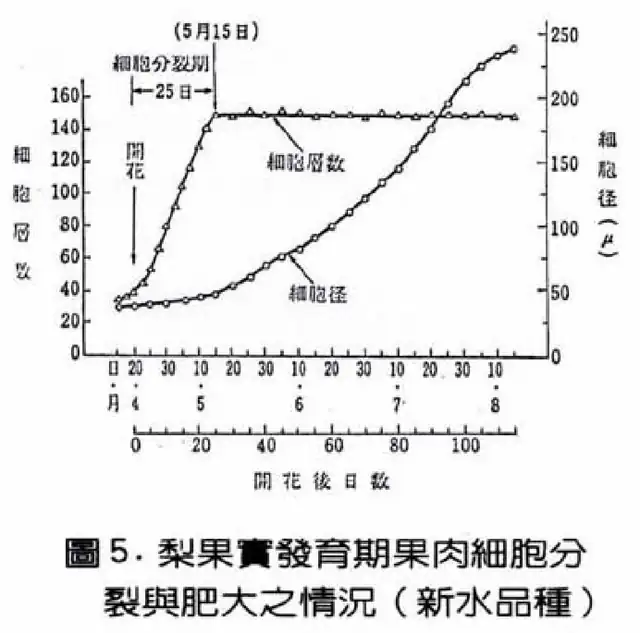 (5月15日)
細胞分裂期
25日
開花
細胞層数
細胞径
細胞層数
160
140
120
100
80
60
40
20
0
細胞径(μ)
250
200
150
100
50
0
日 20 30 10 20 30 10 20 30 10 20 30 10
月 4 5 6 7 8
0 20 40 60 80 100
開花後日数
圖5. 梨果實發育期果肉細胞分
裂與肥大之情況(新水品種)